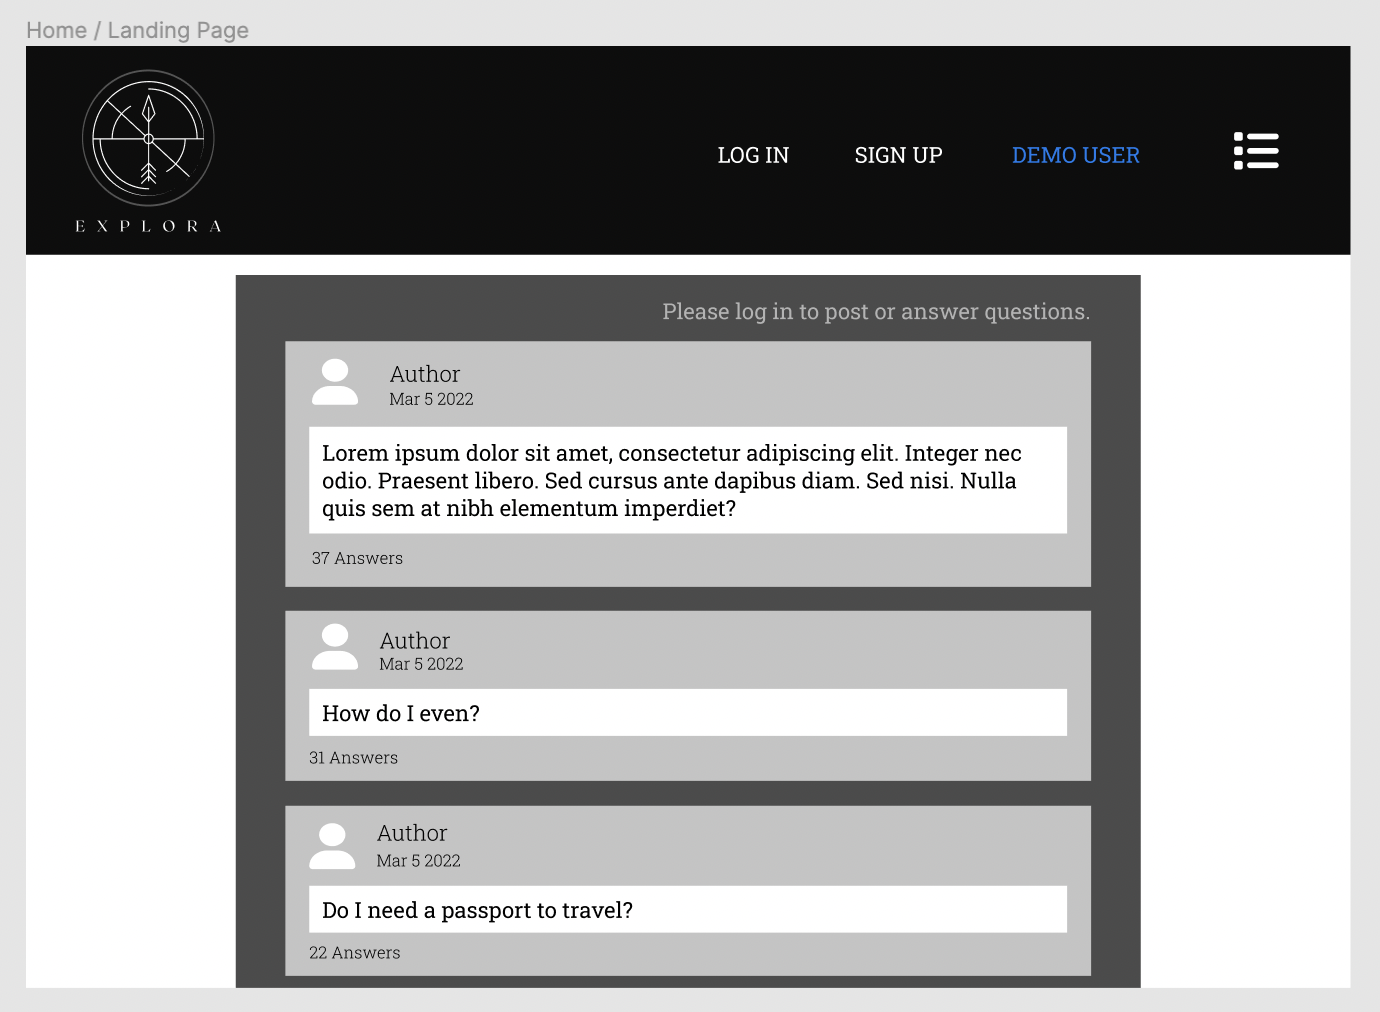 Home / Landing Page
EXPLORA
LOG IN
SIGN UP
DEMO USER
Please log in to post or answer questions.
Author
Mar 5 2022
Lorem ipsum dolor sit amet, consectetur adipiscing elit. Integer nec
odio. Praesent libero. Sed cursus ante dapibus diam. Sed nisi. Nulla
quis sem at nibh elementum imperdiet?
37 Answers
Author
Mar 5 2022
How do I even?
31 Answers
Author
Mar 5 2022
Do I need a passport to travel?
22 Answers